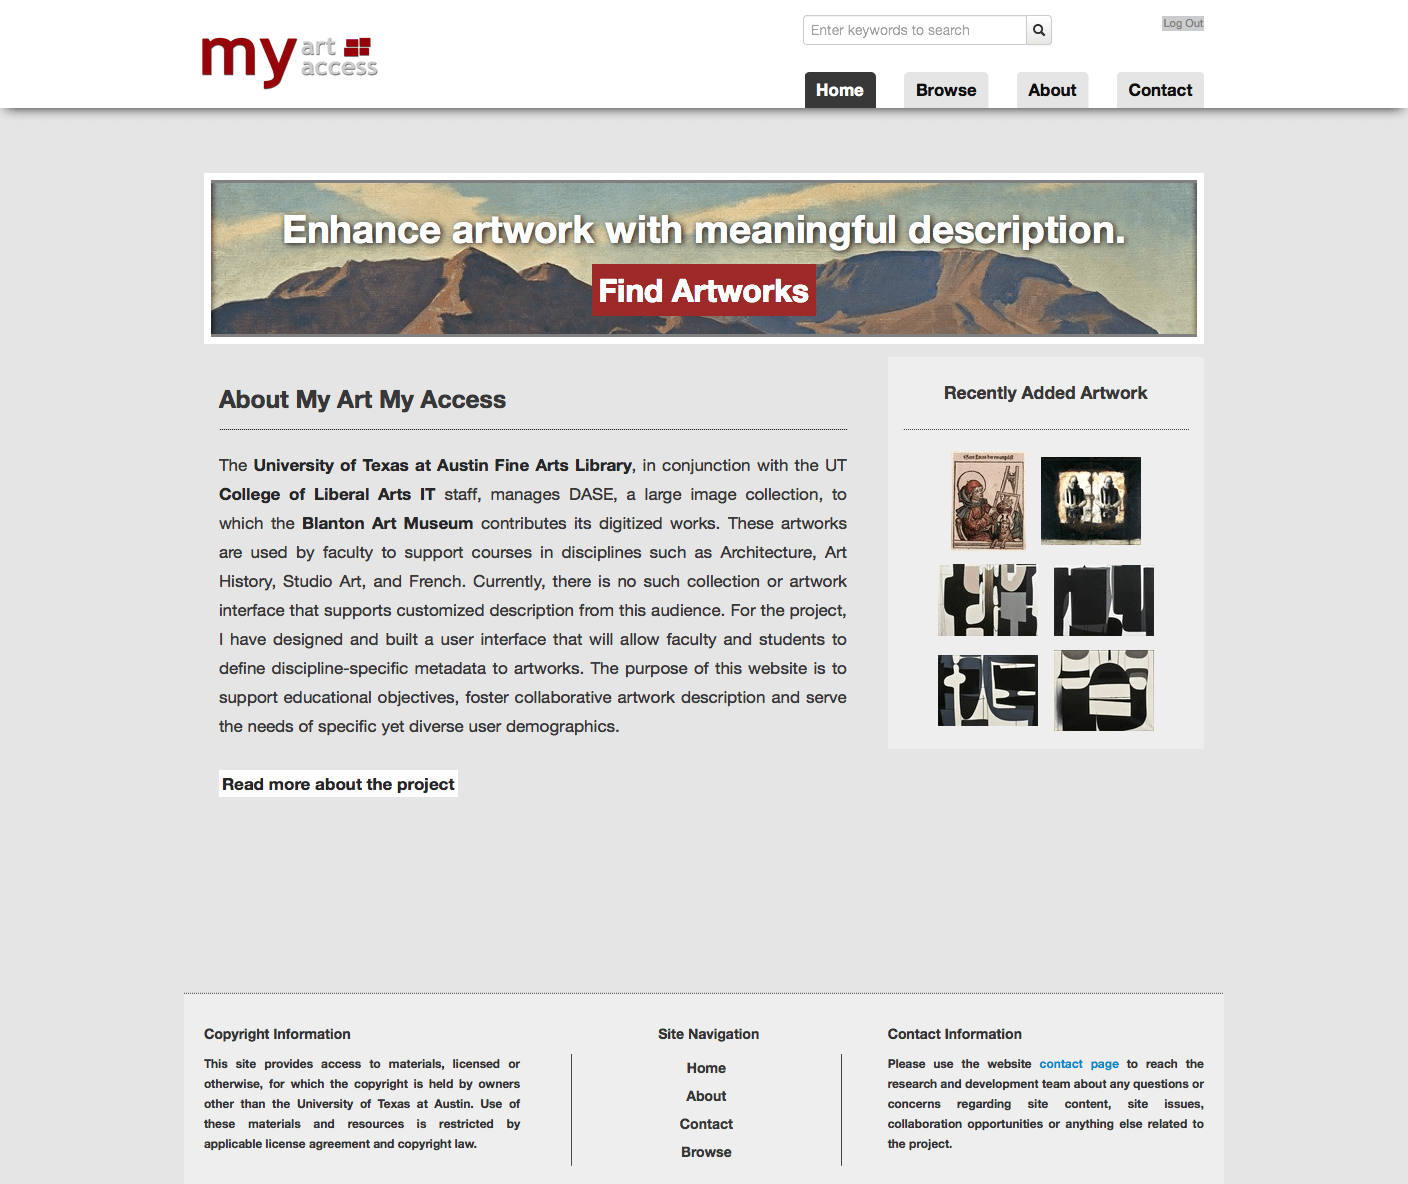 my art access
Enter keywords to search
Log Out
Home Browse About Contact
Enhance artwork with meaningful description.
Find Artworks
About My Art My Access
The University of Texas at Austin Fine Arts Library, in conjunction with the UT
College of Liberal Arts IT staff, manages DASE, a large image collection, to
which the Blanton Art Museum contributes its digitized works. These artworks
are used by faculty to support courses in disciplines such as Architecture, Art
History, Studio Art, and French. Currently, there is no such collection or artwork
interface that supports customized description from this audience. For the project,
I have designed and built a user interface that will allow faculty and students to
define discipline-specific metadata to artworks. The purpose of this website is to
support educational objectives, foster collaborative artwork description and serve
the needs of specific yet diverse user demographics.
Read more about the project
Recently Added Artwork
Copyright Information
This site provides access to materials, licensed or
otherwise, for which the copyright is held by owners
other than the University of Texas at Austin. Use of
these materials and resources is restricted by
applicable license agreement and copyright law.
Site Navigation
Home
About
Contact
Browse
Contact Information
Please use the website contact page to reach the
research and development team about any questions or
concerns regarding site content, site issues,
collaboration opportunities or anything else related to
the project.